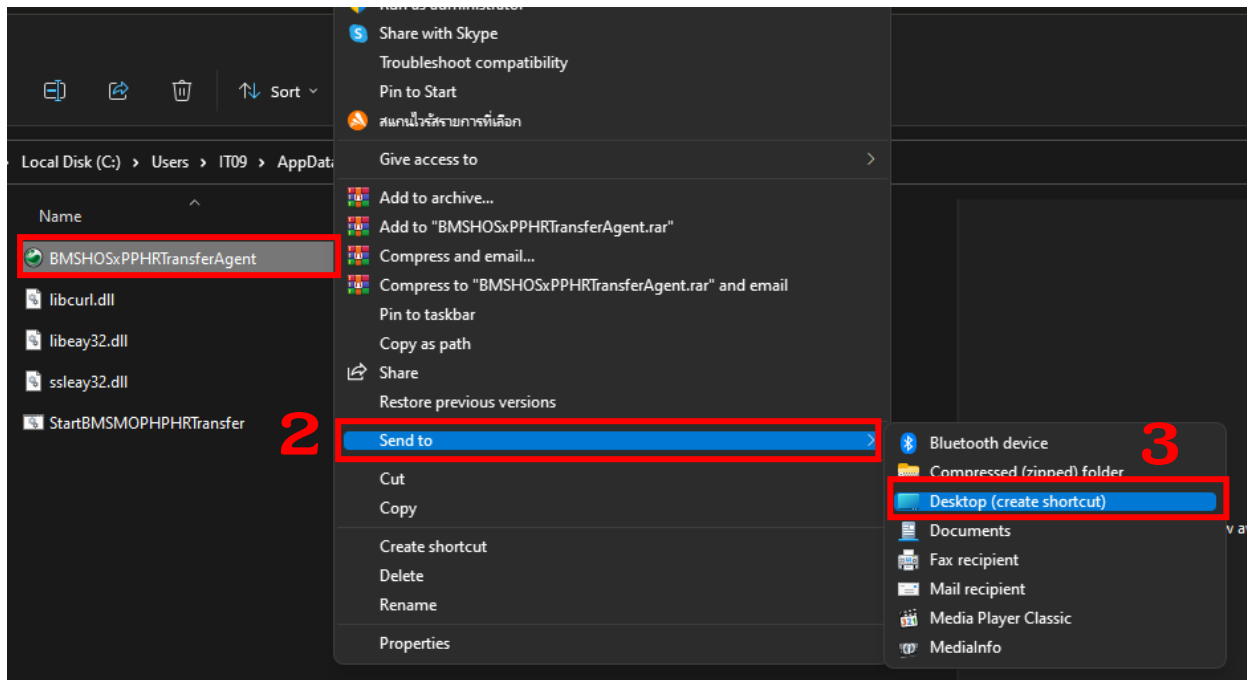 Run as administrator
Share with Skype
Troubleshoot compatibility
Pin to Start
สแกนไวรัสรายการที่เลือก
Sort
Local Disk (C:) > Users > IT09 > AppData
Give access to
Name
Add to archive...
Add to "BMSHOSxPPHRTransferAgent.rar"
BMSHOSxPPHRTransferAgent
Compress and email...
Compress to "BMSHOSxPPHRTransferAgent.rar" and email
libcurl.dll
Pin to taskbar
libeay32.dll
Copy as path
Share
ssleay32.dll
Restore previous versions
StartBMSMOPHPHRTransfer
2
Send to
3
Bluetooth device
Compressed (zipped) folder
Desktop (create shortcut)
Documents
Fax recipient
Mail recipient
Media Player Classic
MediaInfo
Cut
Copy
Create shortcut
Delete
Rename
Properties